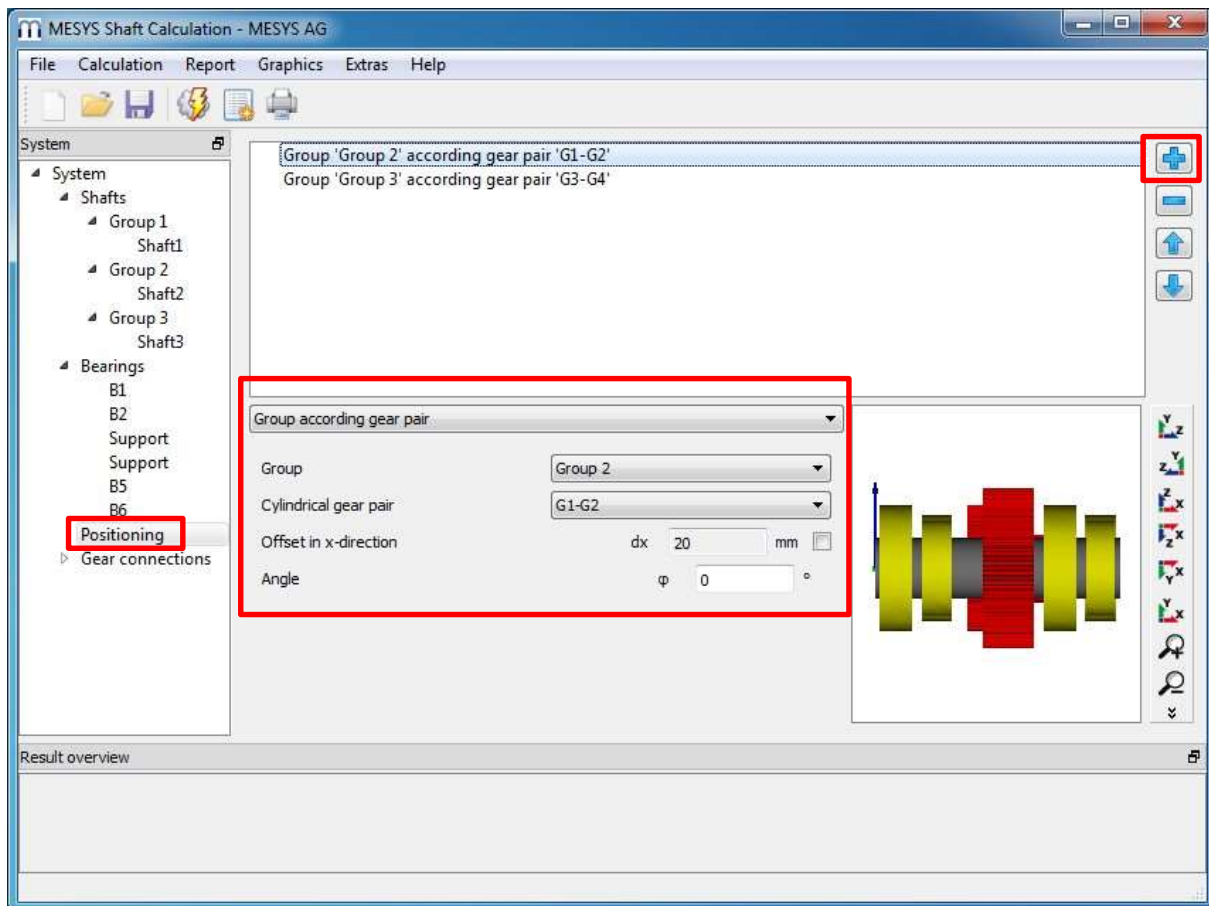 MESYS Shaft Calculation - MESYS AG
File Calculation Report Graphics Extras Help
System
System
Shafts
Group 1
Shaft1
Group 2
Shaft2
Group 3
Shaft3
Bearings
B1
B2
Support
Support
B5
B6
Positioning
Gear connections
Group 'Group 2' according gear pair 'G1-G2'
Group 'Group 3' according gear pair 'G3-G4'
Group according gear pair
Group Group 2
Cylindrical gear pair G1-G2
Offset in x-direction dx 20 mm
Angle φ 0 °
Y Z
Z Y
Z X
Z X
Y X
Y X
Result overview